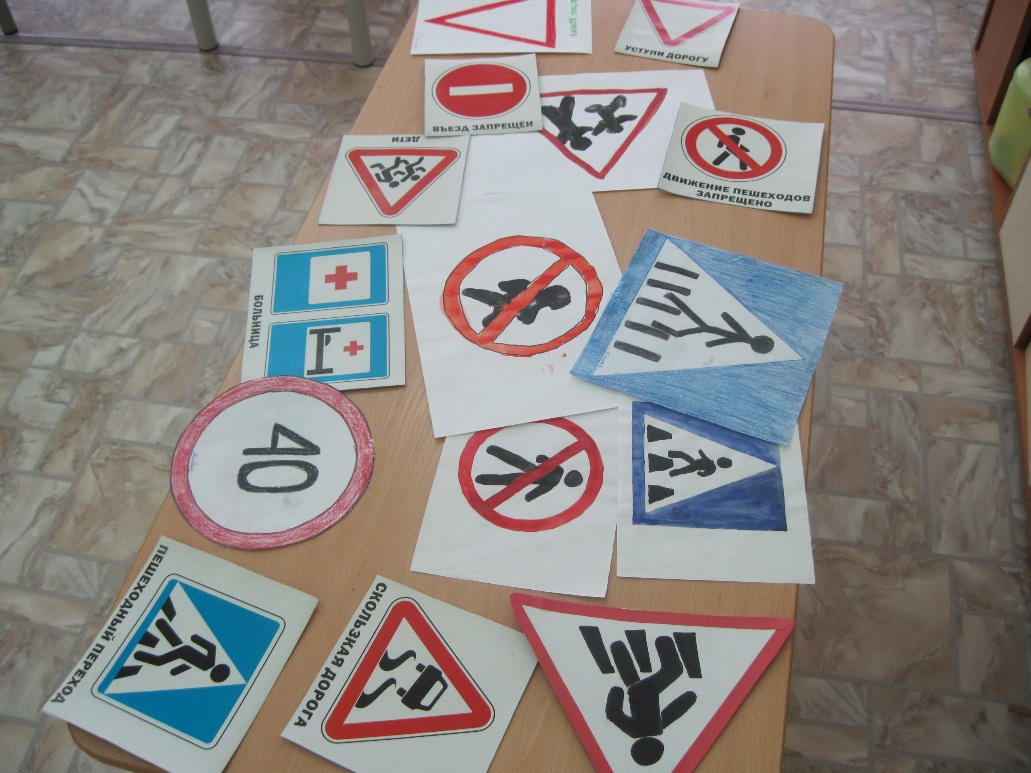 УСТУПИ ДОРОГУ
ВЪЕЗД ЗАПРЕЩЁН
ДЕТИ
ДВИЖЕНИЕ ПЕШЕХОДОВ
ЗАПРЕЩЕНО
БОЛЬНИЦА
40
ПЕШЕХОДНЫЙ ПЕРЕХОД
СКОЛЬЗКАЯ ДОРОГА